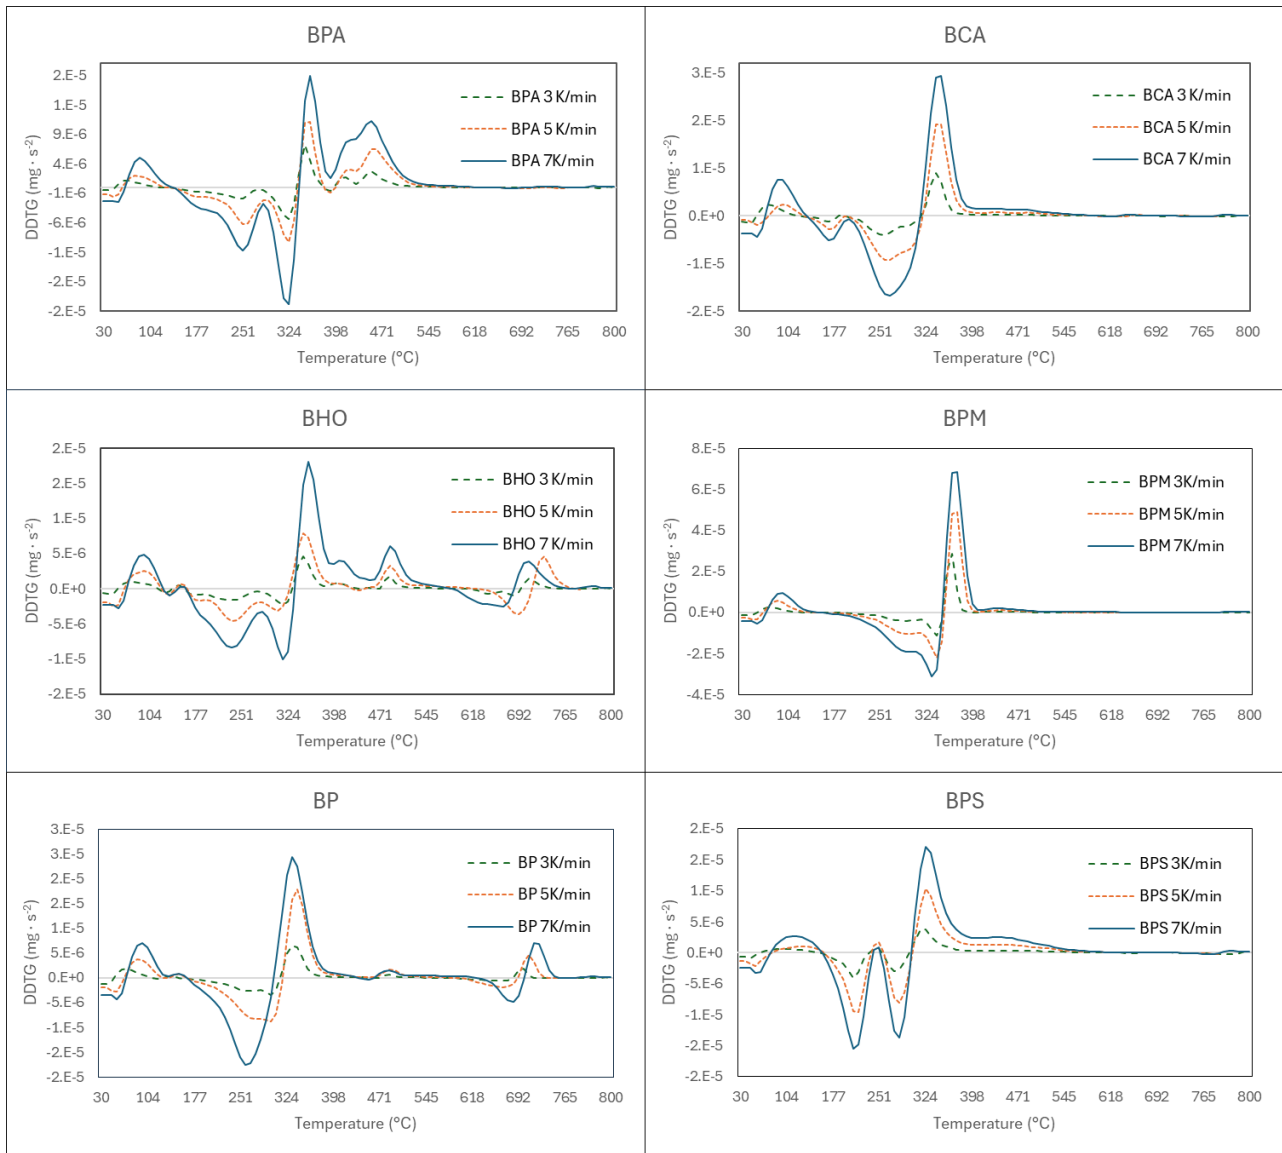 BPA
2.E-5
1.E-5
9.E-6
4.E-6
-1.E-6
-6.E-6
-1.E-5
-2.E-5
-2.E-5
DDTG (mg · s⁻²)
BPA 3 K/min
BPA 5 K/min
BPA 7K/min
30 104 177 251 324 398 471 545 618 692 765 800
Temperature (°C)
BCA
3.E-5
2.E-5
1.E-5
0.E+0
-1.E-5
-2.E-5
DDTG (mg · s⁻²)
BCA 3 K/min
BCA 5 K/min
BCA 7 K/min
30 104 177 251 324 398 471 545 618 692 765 800
Temperature (°C)
BHO
2.E-5
2.E-5
1.E-5
5.E-6
0.E+0
-5.E-6
-1.E-5
-2.E-5
DDTG (mg · s⁻²)
BHO 3 K/min
BHO 5 K/min
BHO 7 K/min
30 104 177 251 324 398 471 545 618 692 765 800
Temperature (°C)
BPM
8.E-5
6.E-5
4.E-5
2.E-5
0.E+0
-2.E-5
-4.E-5
DDTG (mg · s⁻²)
BPM 3K/min
BPM 5K/min
BPM 7K/min
30 104 177 251 324 398 471 545 618 692 765 800
Temperature (°C)
BP
3.E-5
3.E-5
2.E-5
2.E-5
1.E-5
5.E-6
0.E+0
-5.E-6
-1.E-5
-2.E-5
-2.E-5
DDTG (mg · s⁻²)
BP 3K/min
BP 5K/min
BP 7K/min
30 104 177 251 324 398 471 545 618 692 765 800
Temperature (°C)
BPS
2.E-5
2.E-5
1.E-5
5.E-6
0.E+0
-5.E-6
-1.E-5
-2.E-5
-2.E-5
DDTG (mg · s⁻²)
BPS 3K/min
BPS 5K/min
BPS 7K/min
30 104 177 251 324 398 471 545 618 692 765 800
Temperature (°C)